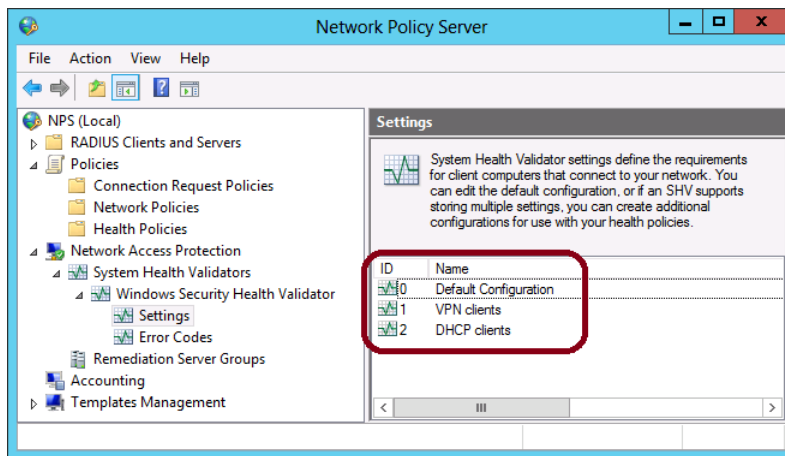 Network Policy Server
File Action View Help
NPS (Local)
RADIUS Clients and Servers
Policies
Connection Request Policies
Network Policies
Health Policies
Network Access Protection
System Health Validators
Windows Security Health Validator
Settings
Error Codes
Remediation Server Groups
Accounting
Templates Management
Settings
System Health Validator settings define the requirements
for client computers that connect to your network. You
can edit the default configuration, or if an SHV supports
storing multiple settings, you can create additional
configurations for use with your health policies.
ID Name
0 Default Configuration
1 VPN clients
2 DHCP clients